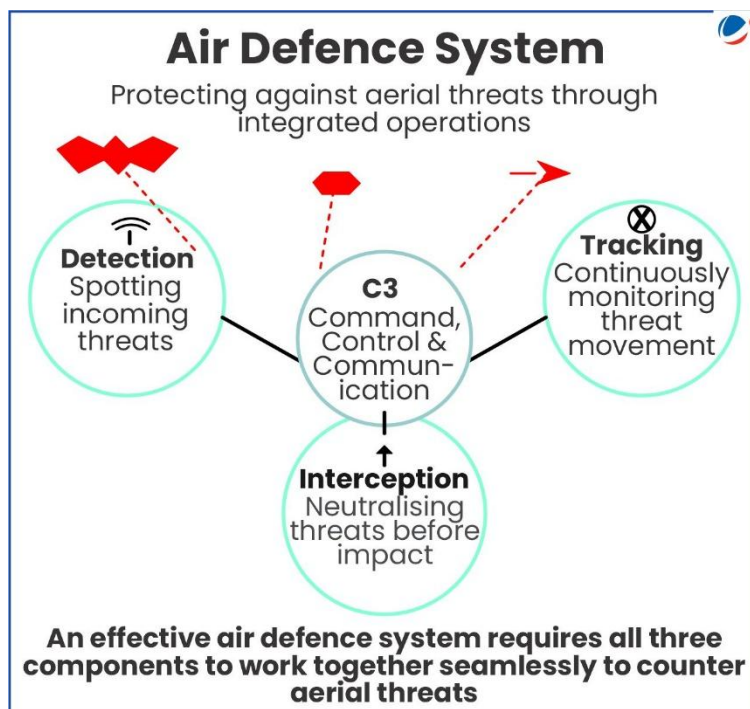 Air Defence System
Protecting against aerial threats through
integrated operations
Detection
Spotting
incoming
threats
C3
Command,
Control &
Commun-
ication
Tracking
Continuously
monitoring
threat
movement
Interception
Neutralising
threats before
impact
An effective air defence system requires all three
components to work together seamlessly to counter
aerial threats